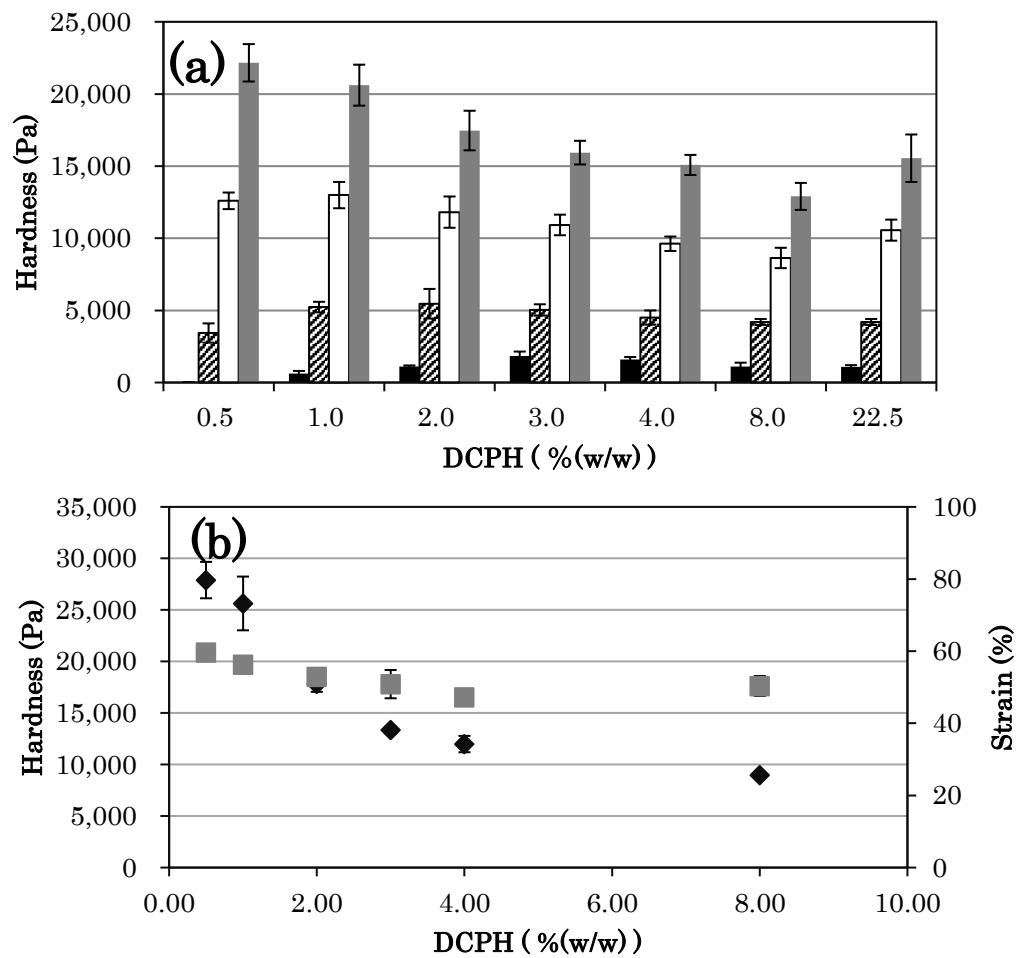 (a)
Hardness (Pa)
25,000
20,000
15,000
10,000
5,000
0
0.5 1.0 2.0 3.0 4.0 8.0 22.5
DCPH ( %(w/w) )
(b)
Hardness (Pa)
35,000
30,000
25,000
20,000
15,000
10,000
5,000
0
100
80
60
40
20
0
Strain (%)
0.00 2.00 4.00 6.00 8.00 10.00
DCPH ( %(w/w) )